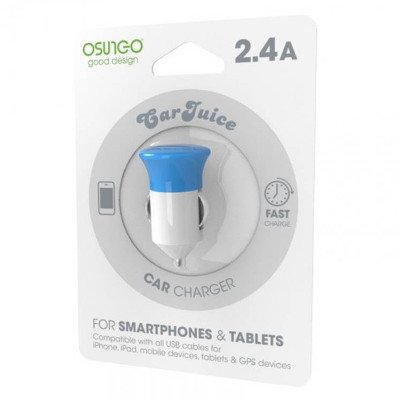 OSUNGO
good design
2.4A
CarJuice
FAST
CHARGE
CAR CHARGER
FOR SMARTPHONES & TABLETS
Compatible with all USB cables for
iPhone, iPad, mobile devices, tablets & GPS devices